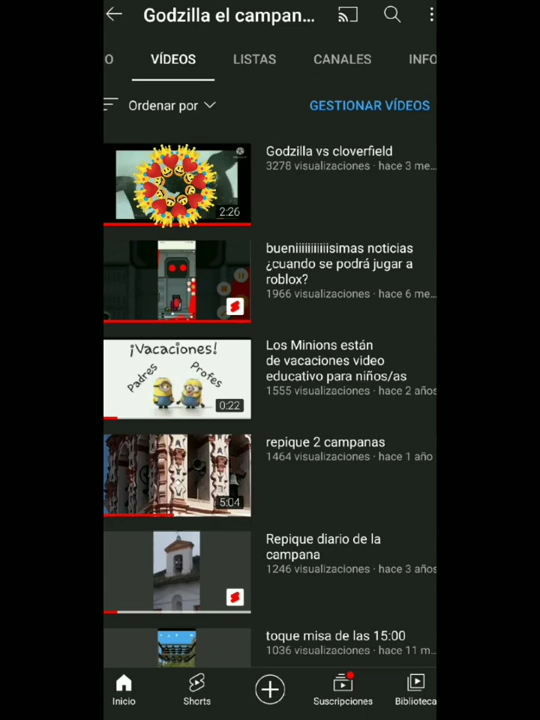 Godzilla el campan...
O VÍDEOS LISTAS CANALES INFO
Ordenar por GESTIONAR VÍDEOS
Godzilla vs cloverfield
3278 visualizaciones · hace 3 me...
2:26
bueniiiiiiiiiiisimas noticias
¿cuando se podrá jugar a
roblox?
1966 visualizaciones · hace 6 me...
¡Vacaciones!
Padres
Profes
0:22
Los Minions están
de vacaciones video
educativo para niños/as
1555 visualizaciones · hace 2 años
repique 2 campanas
1464 visualizaciones · hace 1 año
5:04
Repique diario de la
campana
1246 visualizaciones · hace 3 años
toque misa de las 15:00
1036 visualizaciones · hace 11 m...
Inicio Shorts Suscripciones Biblioteca